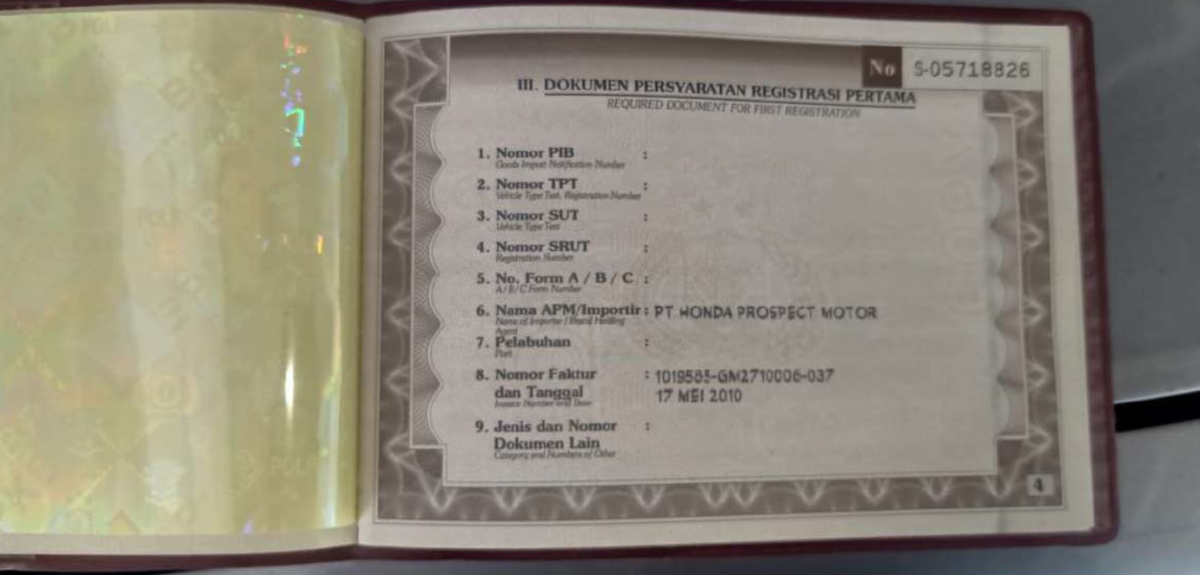 No S-05718826
III. DOKUMEN PERSYARATAN REGISTRASI PERTAMA
REQUIRED DOCUMENT FOR FIRST REGISTRATION
1. Nomor PIB :
Goods Import Notification Number
2. Nomor TPT :
Vehicle Type Test, Registration Number
3. Nomor SUT :
Vehicle Type Test
4. Nomor SRUT :
Registration Number
5. No. Form A / B / C :
A / B / C Form Number
6. Nama APM/Importir : PT HONDA PROSPECT MOTOR
Name of Importer / Brand Holding
Agent
7. Pelabuhan :
Port
8. Nomor Faktur : 1019585-GM2710006-037
dan Tanggal 17 MEI 2010
Invoice Number and Date
9. Jenis dan Nomor :
Dokumen Lain
Category and Numbers of Other
4